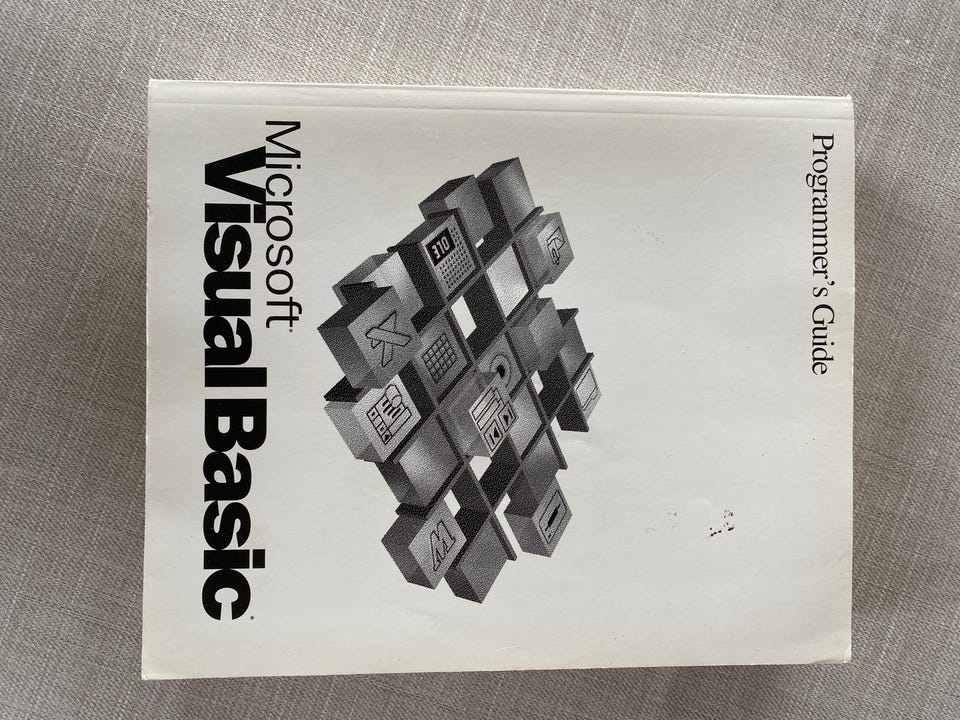 Programmer's Guide
OLE
X
W
Microsoft®
Visual Basic®